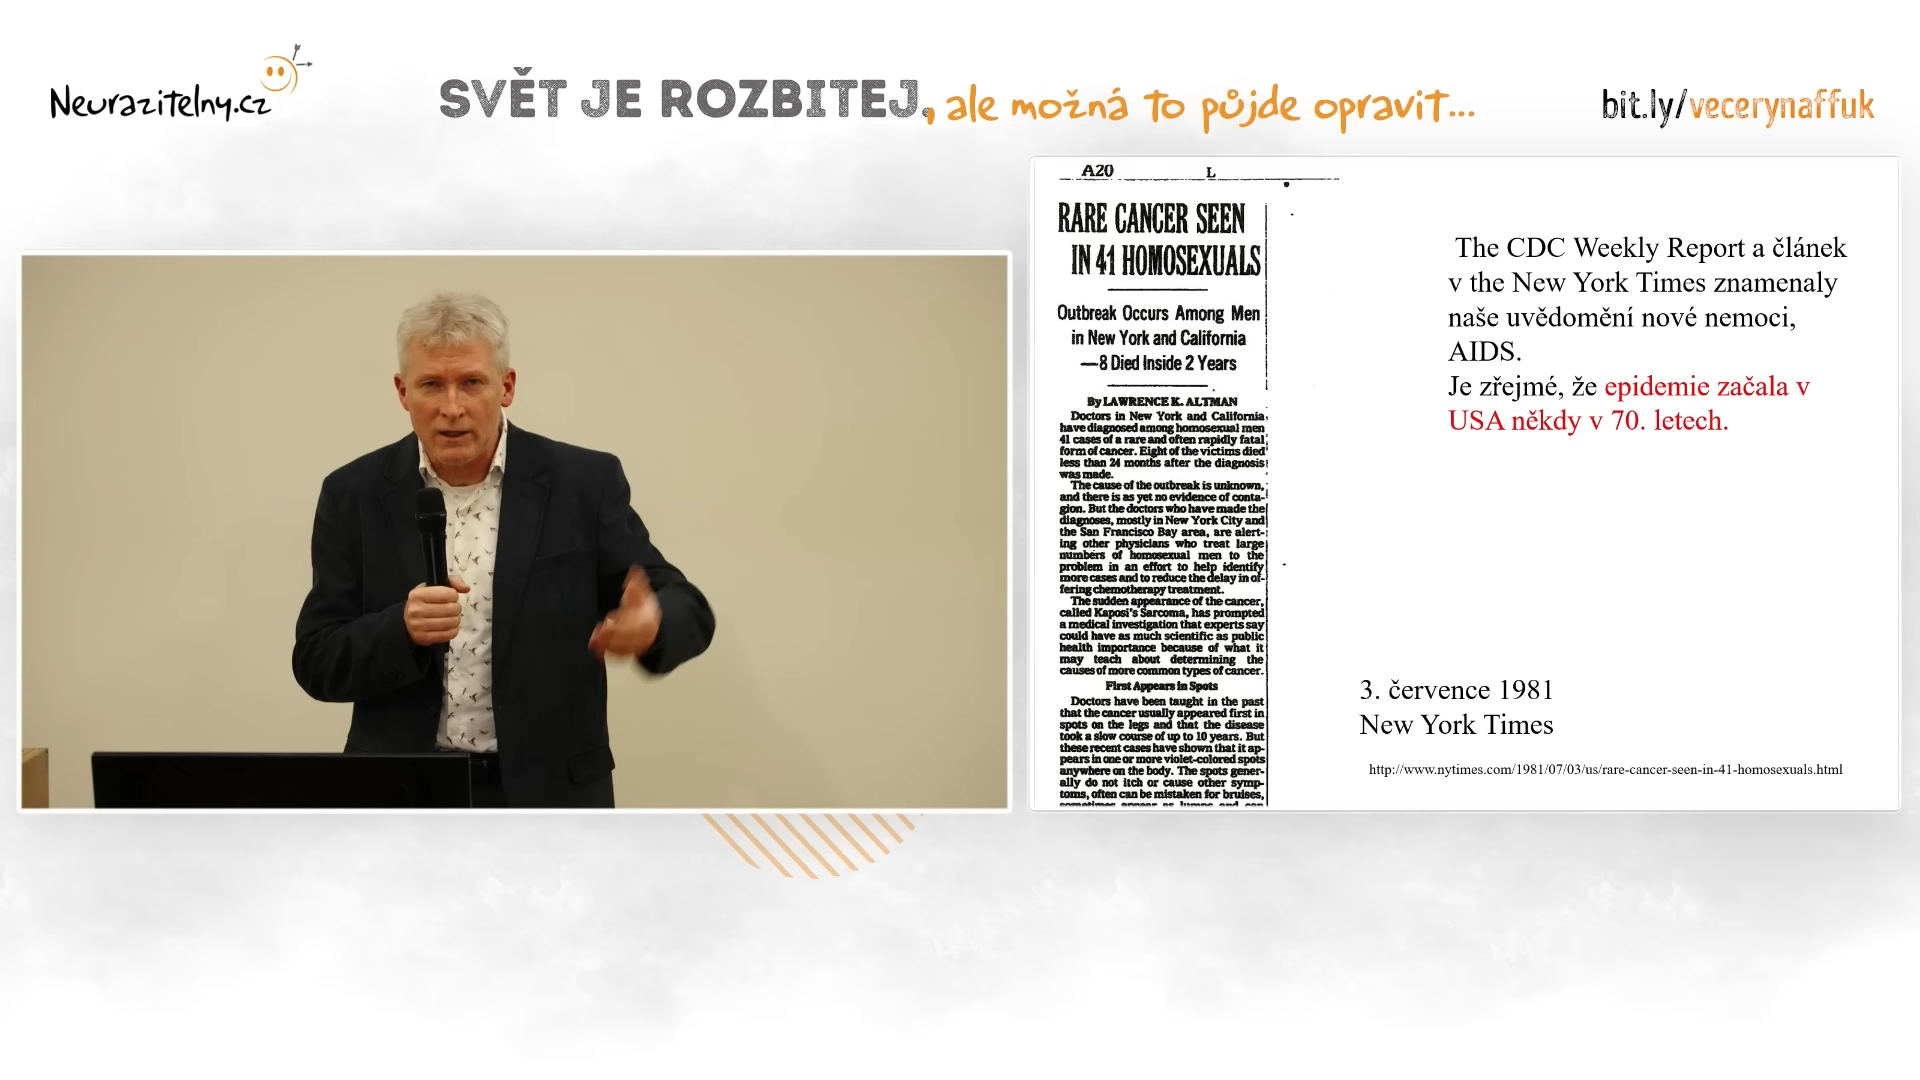 Neurazitelny.cz
SVĚT JE ROZBITEJ, ale možná to půjde opravit...
bit.ly/vecerynaffuk
A20 L
RARE CANCER SEEN
IN 41 HOMOSEXUALS
Outbreak Occurs Among Men
in New York and California
—8 Died Inside 2 Years
By LAWRENCE K. ALTMAN
Doctors in New York and California
have diagnosed among homosexual men
41 cases of a rare and often rapidly fatal
form of cancer. Eight of the victims died
less than 24 months after the diagnosis
was made.
The cause of the outbreak is unknown,
and there is as yet no evidence of conta-
gion. But the doctors who have made the
diagnoses, mostly in New York City and
the San Francisco Bay area, are alert-
ing other physicians who treat large
numbers of homosexual men to the
problem in an effort to help identify
more cases and to reduce the delay in of-
fering chemotherapy treatment.
The sudden appearance of the cancer,
called Kaposi's Sarcoma, has prompted
a medical investigation that experts say
could have as much scientific as public
health importance because of what it
may teach about determining the
causes of more common types of cancer.
First Appears in Spots
Doctors have been taught in the past
that the cancer usually appeared first in
spots on the legs and that the disease
took a slow course of up to 10 years. But
these recent cases have shown that it ap-
pears in one or more violet-colored spots
anywhere on the body. The spots gener-
ally do not itch or cause other symp-
toms, often can be mistaken for bruises,
sometimes appear as lumps and can
The CDC Weekly Report a článek
v the New York Times znamenaly
naše uvědomění nové nemoci,
AIDS.
Je zřejmé, že epidemie začala v
USA někdy v 70. letech.
3. července 1981
New York Times
http://www.nytimes.com/1981/07/03/us/rare-cancer-seen-in-41-homosexuals.html